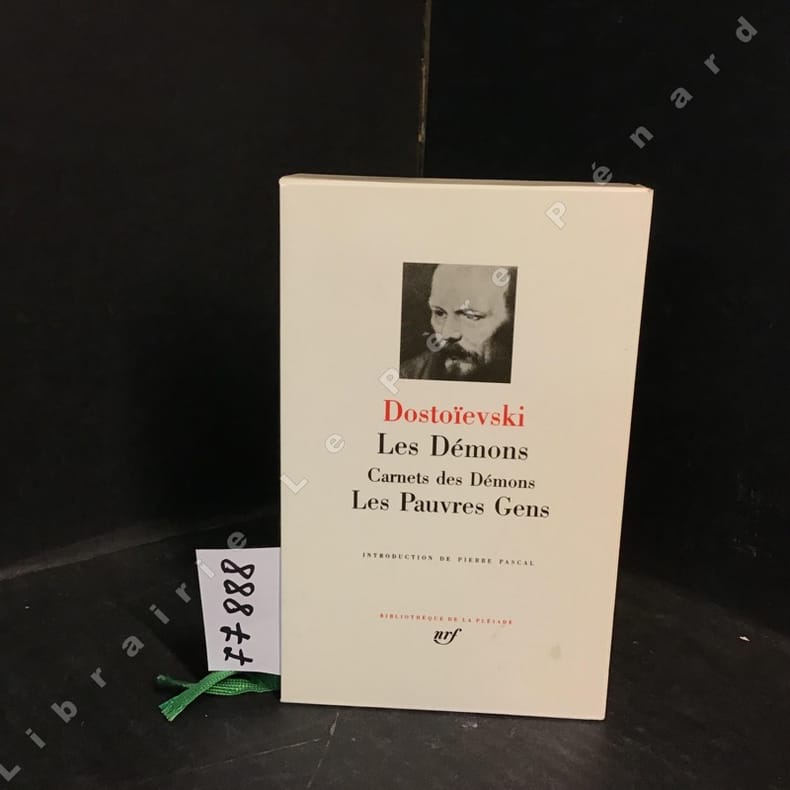 Dostoïevski
Les Démons
Carnets des Démons
Les Pauvres Gens
INTRODUCTION DE PIERRE PASCAL
BIBLIOTHÈQUE DE LA PLÉIADE
nrf
77888
Librairie Le Père Pénard